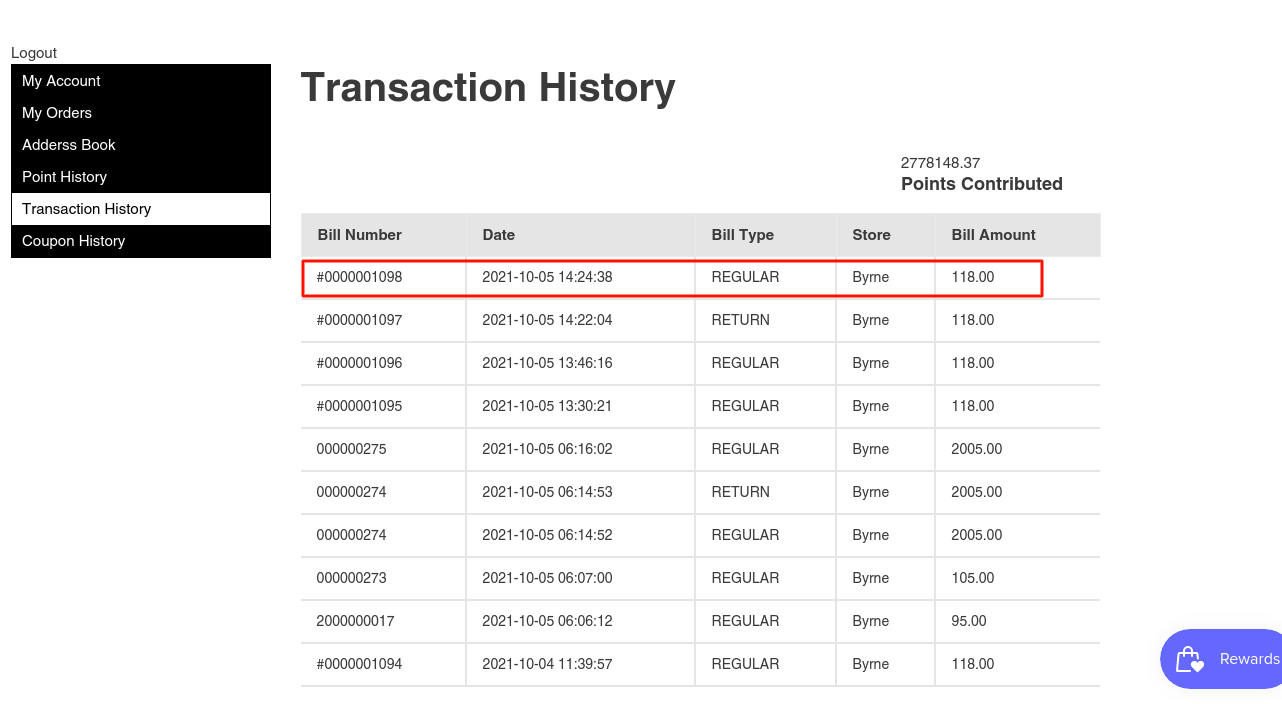 Logout
My Account
My Orders
Adderss Book
Point History
Transaction History
Coupon History
Transaction History
2778148.37
Points Contributed
Bill Number Date Bill Type Store Bill Amount
#0000001098 2021-10-05 14:24:38 REGULAR Byrne 118.00
#0000001097 2021-10-05 14:22:04 RETURN Byrne 118.00
#0000001096 2021-10-05 13:46:16 REGULAR Byrne 118.00
#0000001095 2021-10-05 13:30:21 REGULAR Byrne 118.00
000000275 2021-10-05 06:16:02 REGULAR Byrne 2005.00
000000274 2021-10-05 06:14:53 RETURN Byrne 2005.00
000000274 2021-10-05 06:14:52 REGULAR Byrne 2005.00
000000273 2021-10-05 06:07:00 REGULAR Byrne 105.00
2000000017 2021-10-05 06:06:12 REGULAR Byrne 95.00
#0000001094 2021-10-04 11:39:57 REGULAR Byrne 118.00
Rewards